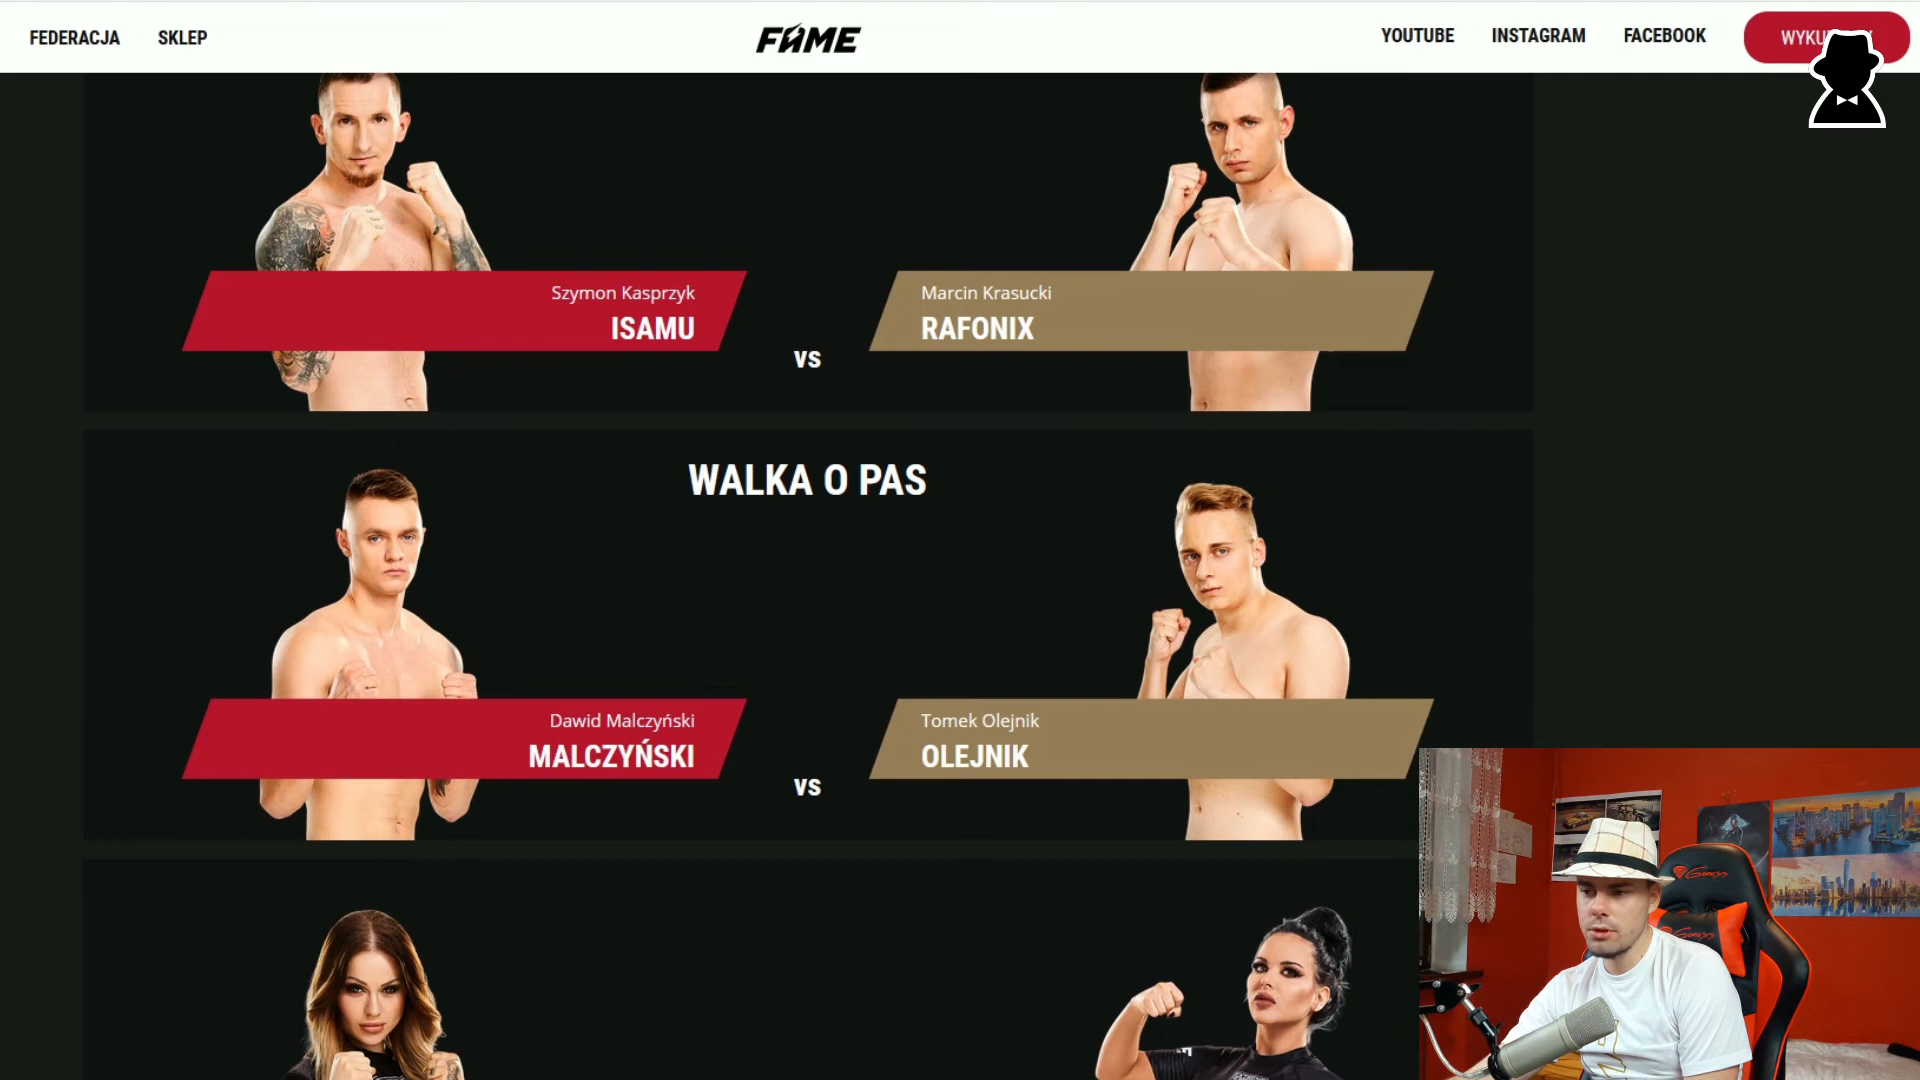 FEDERACJA SKLEP FAME YOUTUBE INSTAGRAM FACEBOOK
Szymon Kasprzyk
ISAMU
vs
Marcin Krasucki
RAFONIX
WALKA O PAS
Dawid Malczyński
MALCZYŃSKI
vs
Tomek Olejnik
OLEJNIK